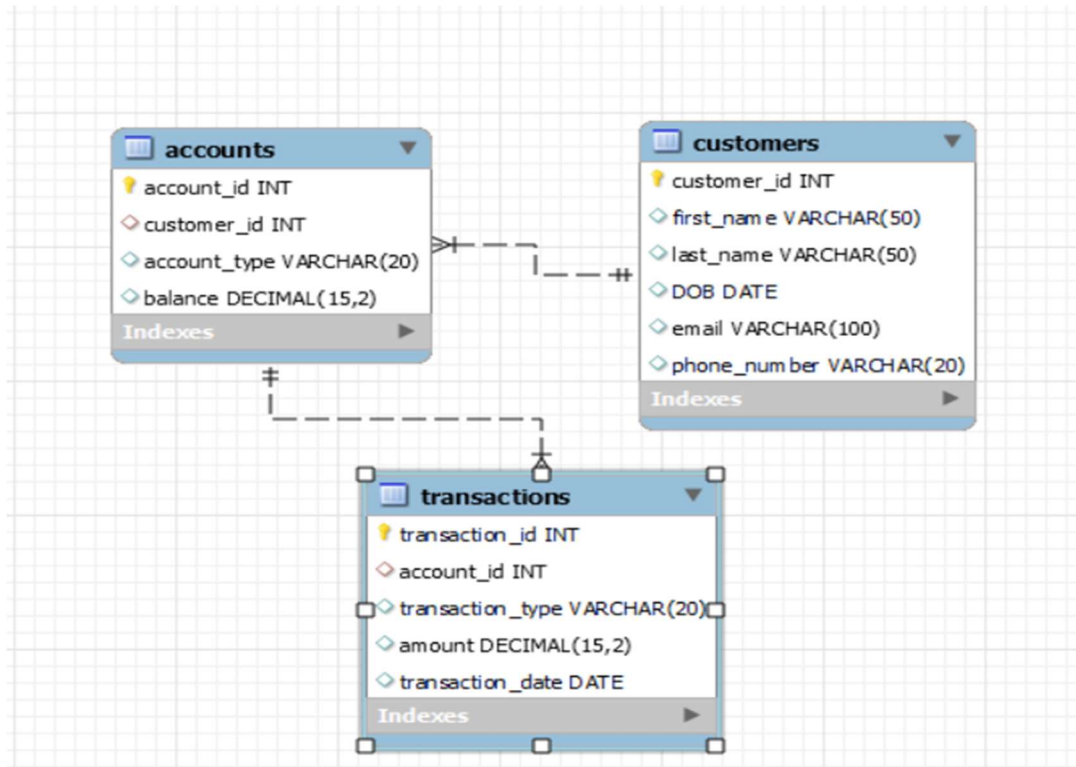 accounts
account_id INT
customer_id INT
account_type VARCHAR(20)
balance DECIMAL(15,2)
Indexes
customers
customer_id INT
first_name VARCHAR(50)
last_name VARCHAR(50)
DOB DATE
email VARCHAR(100)
phone_number VARCHAR(20)
Indexes
transactions
transaction_id INT
account_id INT
transaction_type VARCHAR(20)
amount DECIMAL(15,2)
transaction_date DATE
Indexes